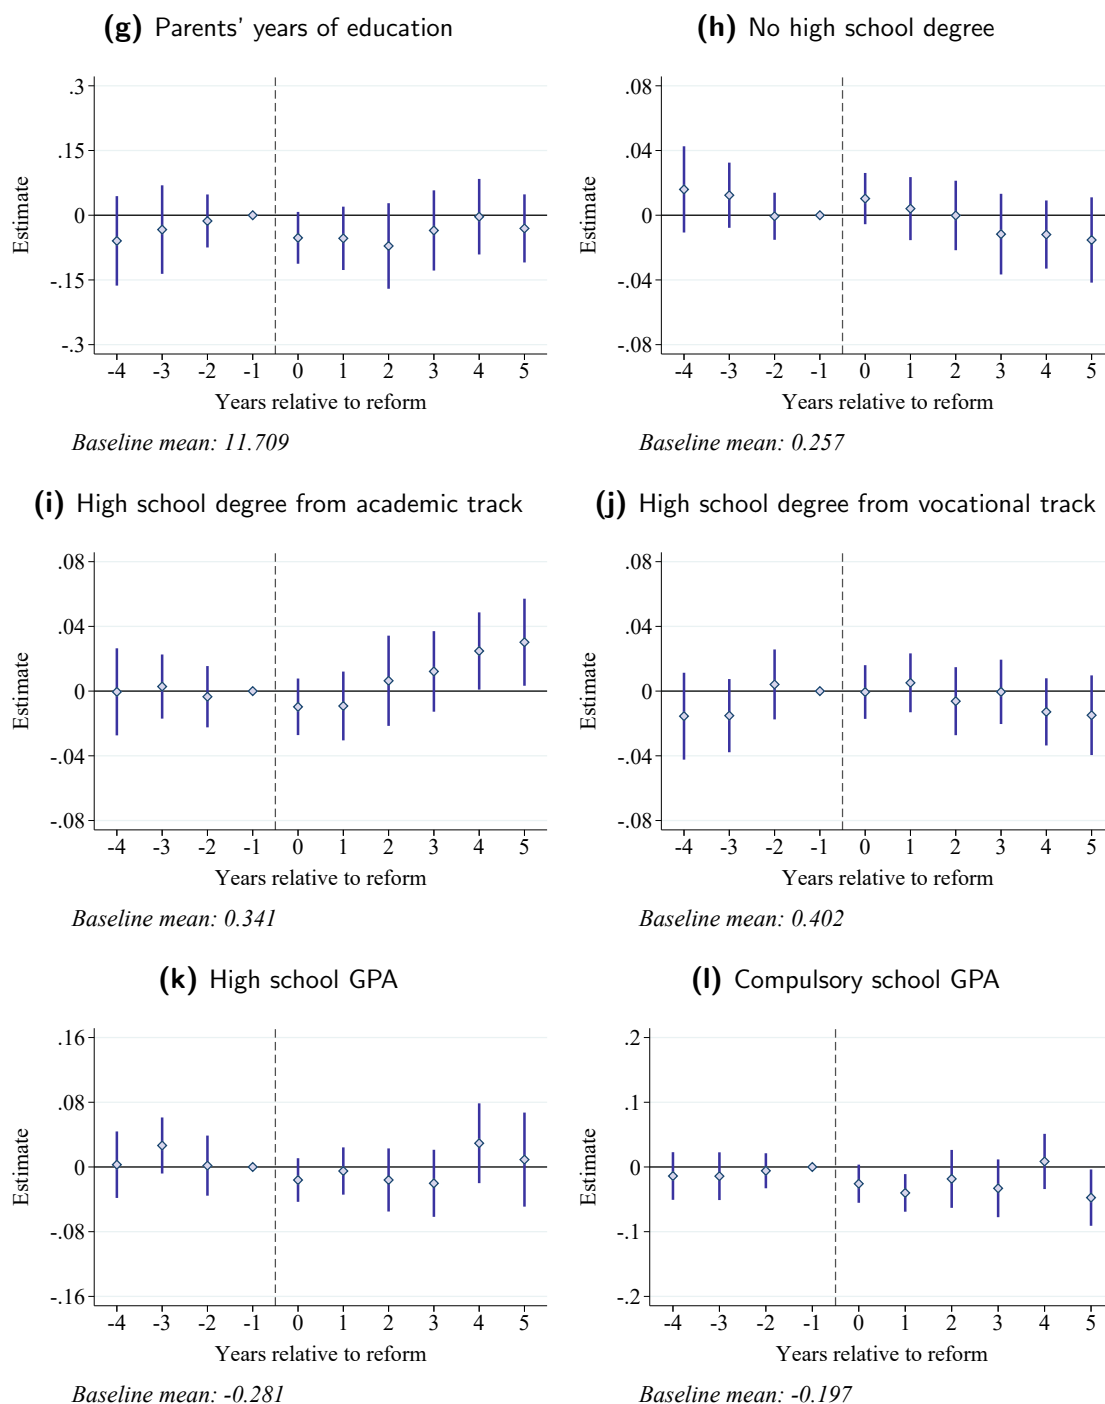 (g) Parents’ years of education
.3
.15
0
-.15
-.3
Estimate
-4 -3 -2 -1 0 1 2 3 4 5
Years relative to reform
Baseline mean: 11.709
(h) No high school degree
.08
.04
0
-.04
-.08
Estimate
-4 -3 -2 -1 0 1 2 3 4 5
Years relative to reform
Baseline mean: 0.257
(i) High school degree from academic track
.08
.04
0
-.04
-.08
Estimate
-4 -3 -2 -1 0 1 2 3 4 5
Years relative to reform
Baseline mean: 0.341
(j) High school degree from vocational track
.08
.04
0
-.04
-.08
Estimate
-4 -3 -2 -1 0 1 2 3 4 5
Years relative to reform
Baseline mean: 0.402
(k) High school GPA
.16
.08
0
-.08
-.16
Estimate
-4 -3 -2 -1 0 1 2 3 4 5
Years relative to reform
Baseline mean: -0.281
(l) Compulsory school GPA
.2
.1
0
-.1
-.2
Estimate
-4 -3 -2 -1 0 1 2 3 4 5
Years relative to reform
Baseline mean: -0.197